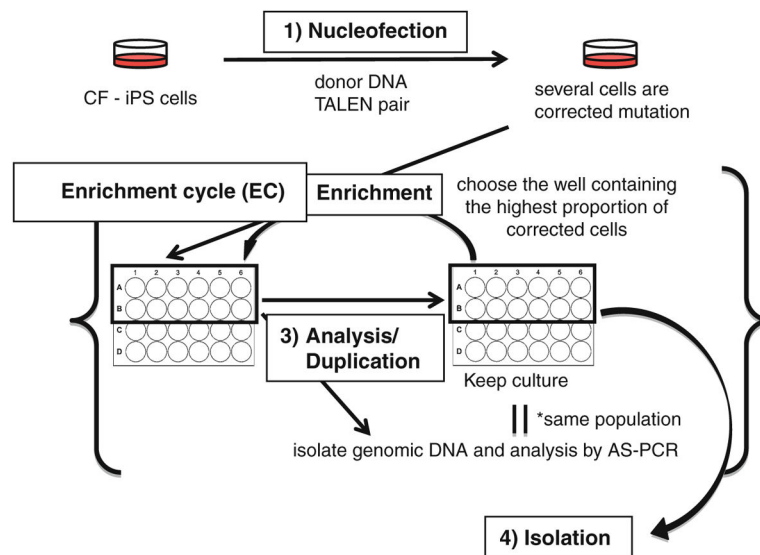 1) Nucleofection
donor DNA
TALEN pair
CF - iPS cells
several cells are
corrected mutation
Enrichment cycle (EC)
Enrichment
choose the well containing
the highest proportion of
corrected cells
1 2 3 4 5 6
A
B
C
D
1 2 3 4 5 6
A
B
C
D
3) Analysis/
Duplication
Keep culture
*same population
isolate genomic DNA and analysis by AS-PCR
4) Isolation